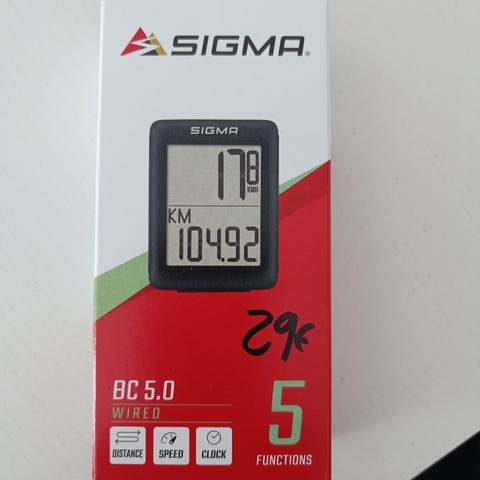 SIGMA
SIGMA
17.8
KMH
KM
104.92
29€
BC 5.0
WIRED
5
FUNCTIONS
DISTANCE
SPEED
CLOCK